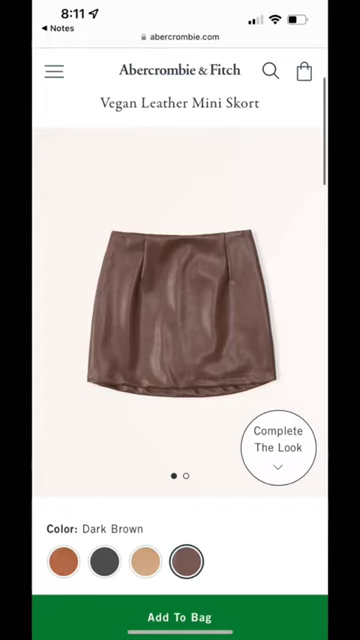 8:11
Notes
abercrombie.com
Abercrombie & Fitch
Vegan Leather Mini Skort
Complete
The Look
Color: Dark Brown
Add To Bag